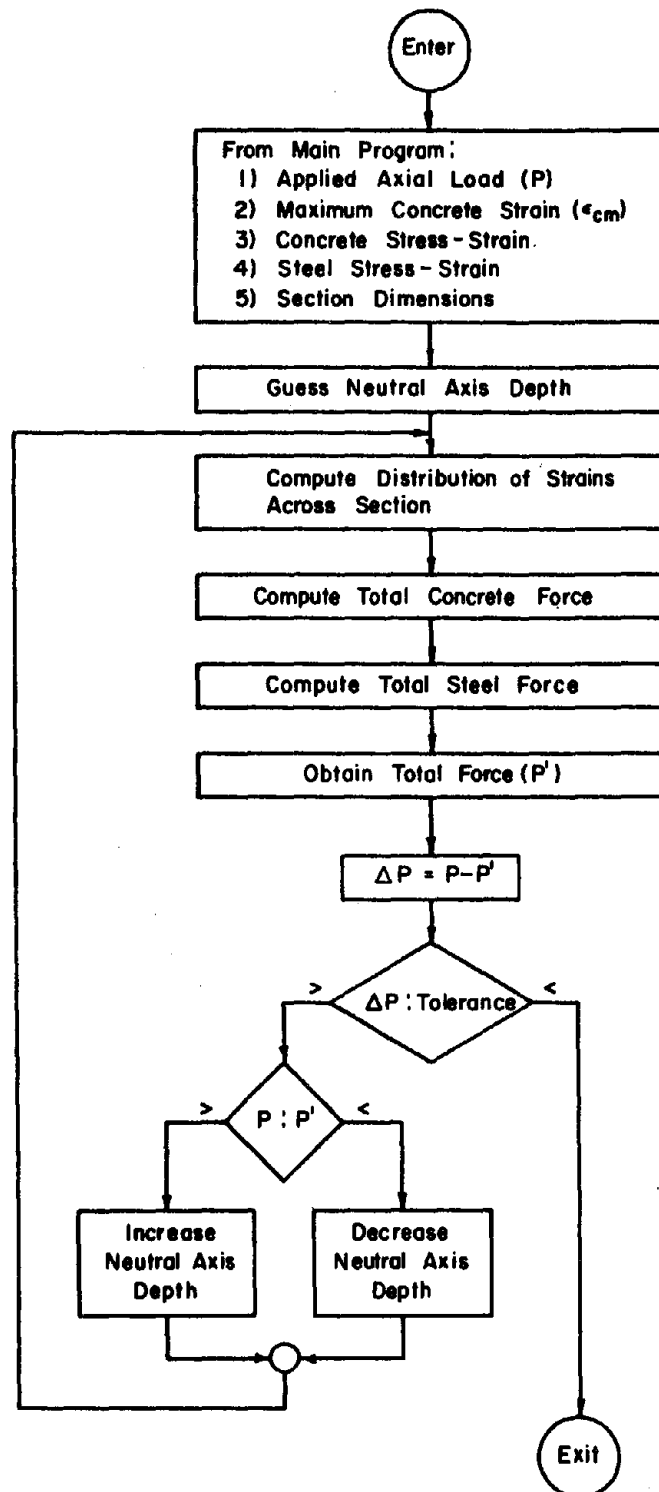 Enter
From Main Program:
1) Applied Axial Load (P)
2) Maximum Concrete Strain (ϵcm)
3) Concrete Stress-Strain.
4) Steel Stress-Strain
5) Section Dimensions
Guess Neutral Axis Depth
Compute Distribution of Strains
Across Section
Compute Total Concrete Force
Compute Total Steel Force
Obtain Total Force (P')
ΔP = P-P'
>
ΔP : Tolerance
<
>
P : P'
<
Increase
Neutral Axis
Depth
Decrease
Neutral Axis
Depth
Exit